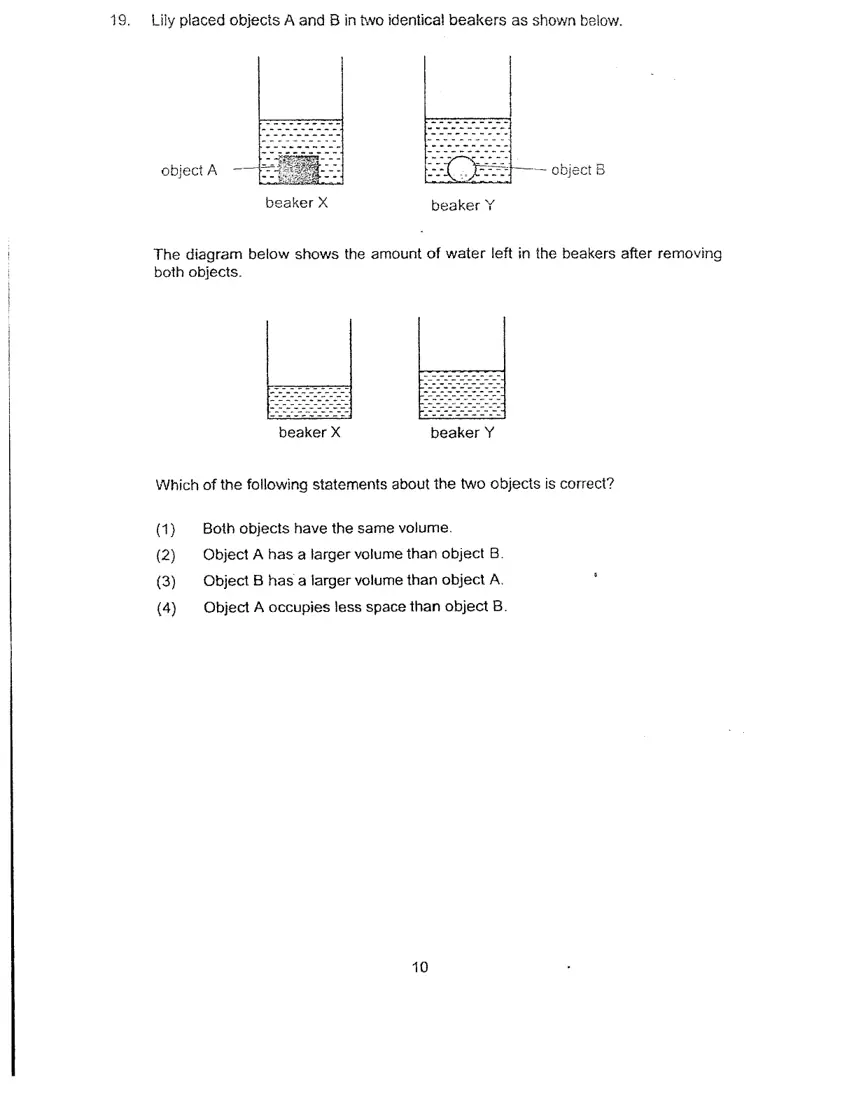 19. Lily placed objects A and B in two identical beakers as shown below.
object A
object B
beaker X
beaker Y
The diagram below shows the amount of water left in the beakers after removing
both objects.
beaker X
beaker Y
Which of the following statements about the two objects is correct?
(1) Both objects have the same volume.
(2) Object A has a larger volume than object B.
(3) Object B has a larger volume than object A.
(4) Object A occupies less space than object B.
10